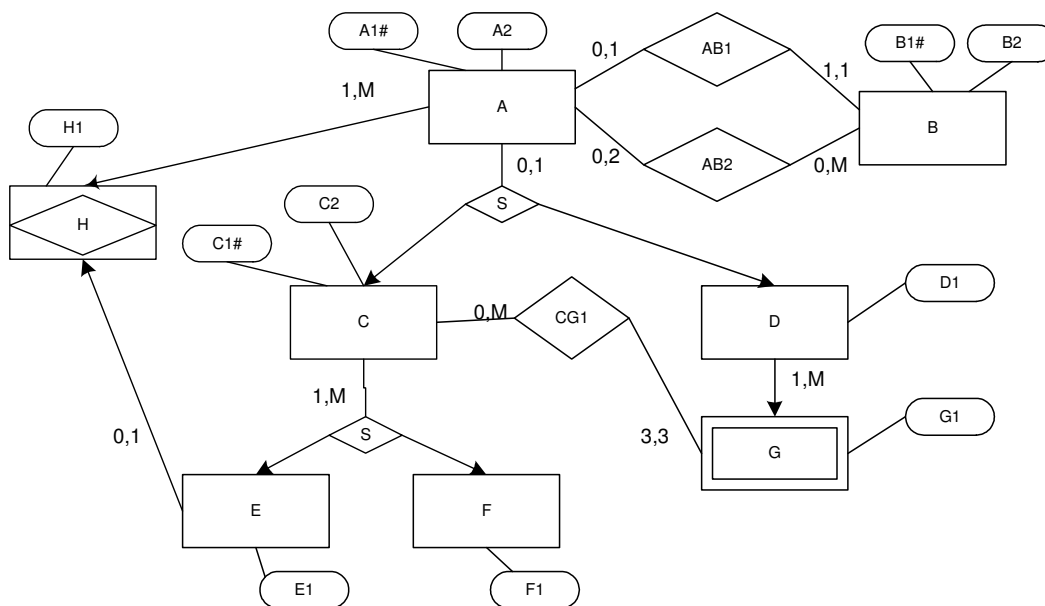 A1#
A2
B1#
B2
AB1
0,1
1,1
1,M
A
B
H1
0,2
AB2
0,M
0,1
S
C2
H
C1#
D1
C
0,M
CG1
D
1,M
1,M
G1
0,1
S
3,3
G
E
F
E1
F1